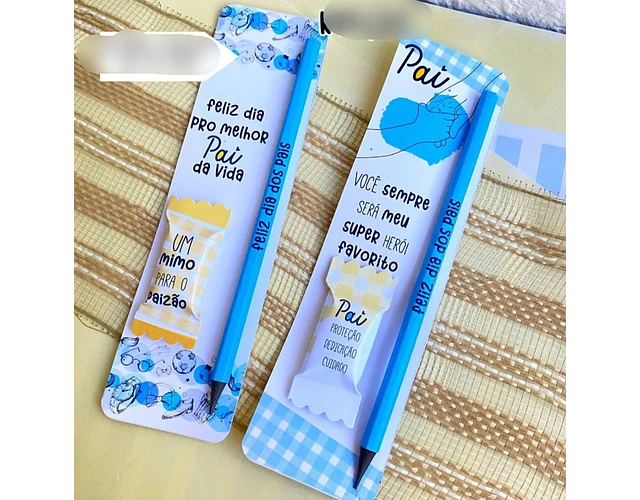 feliz dia
pro melhor
Pai
da vida
feliz dia dos pais
um
mimo
para o
paizão
Pai
Você sempre
será meu
super herói
favorito
feliz dia dos pais
Pai
proteção
dedicação
cuidado